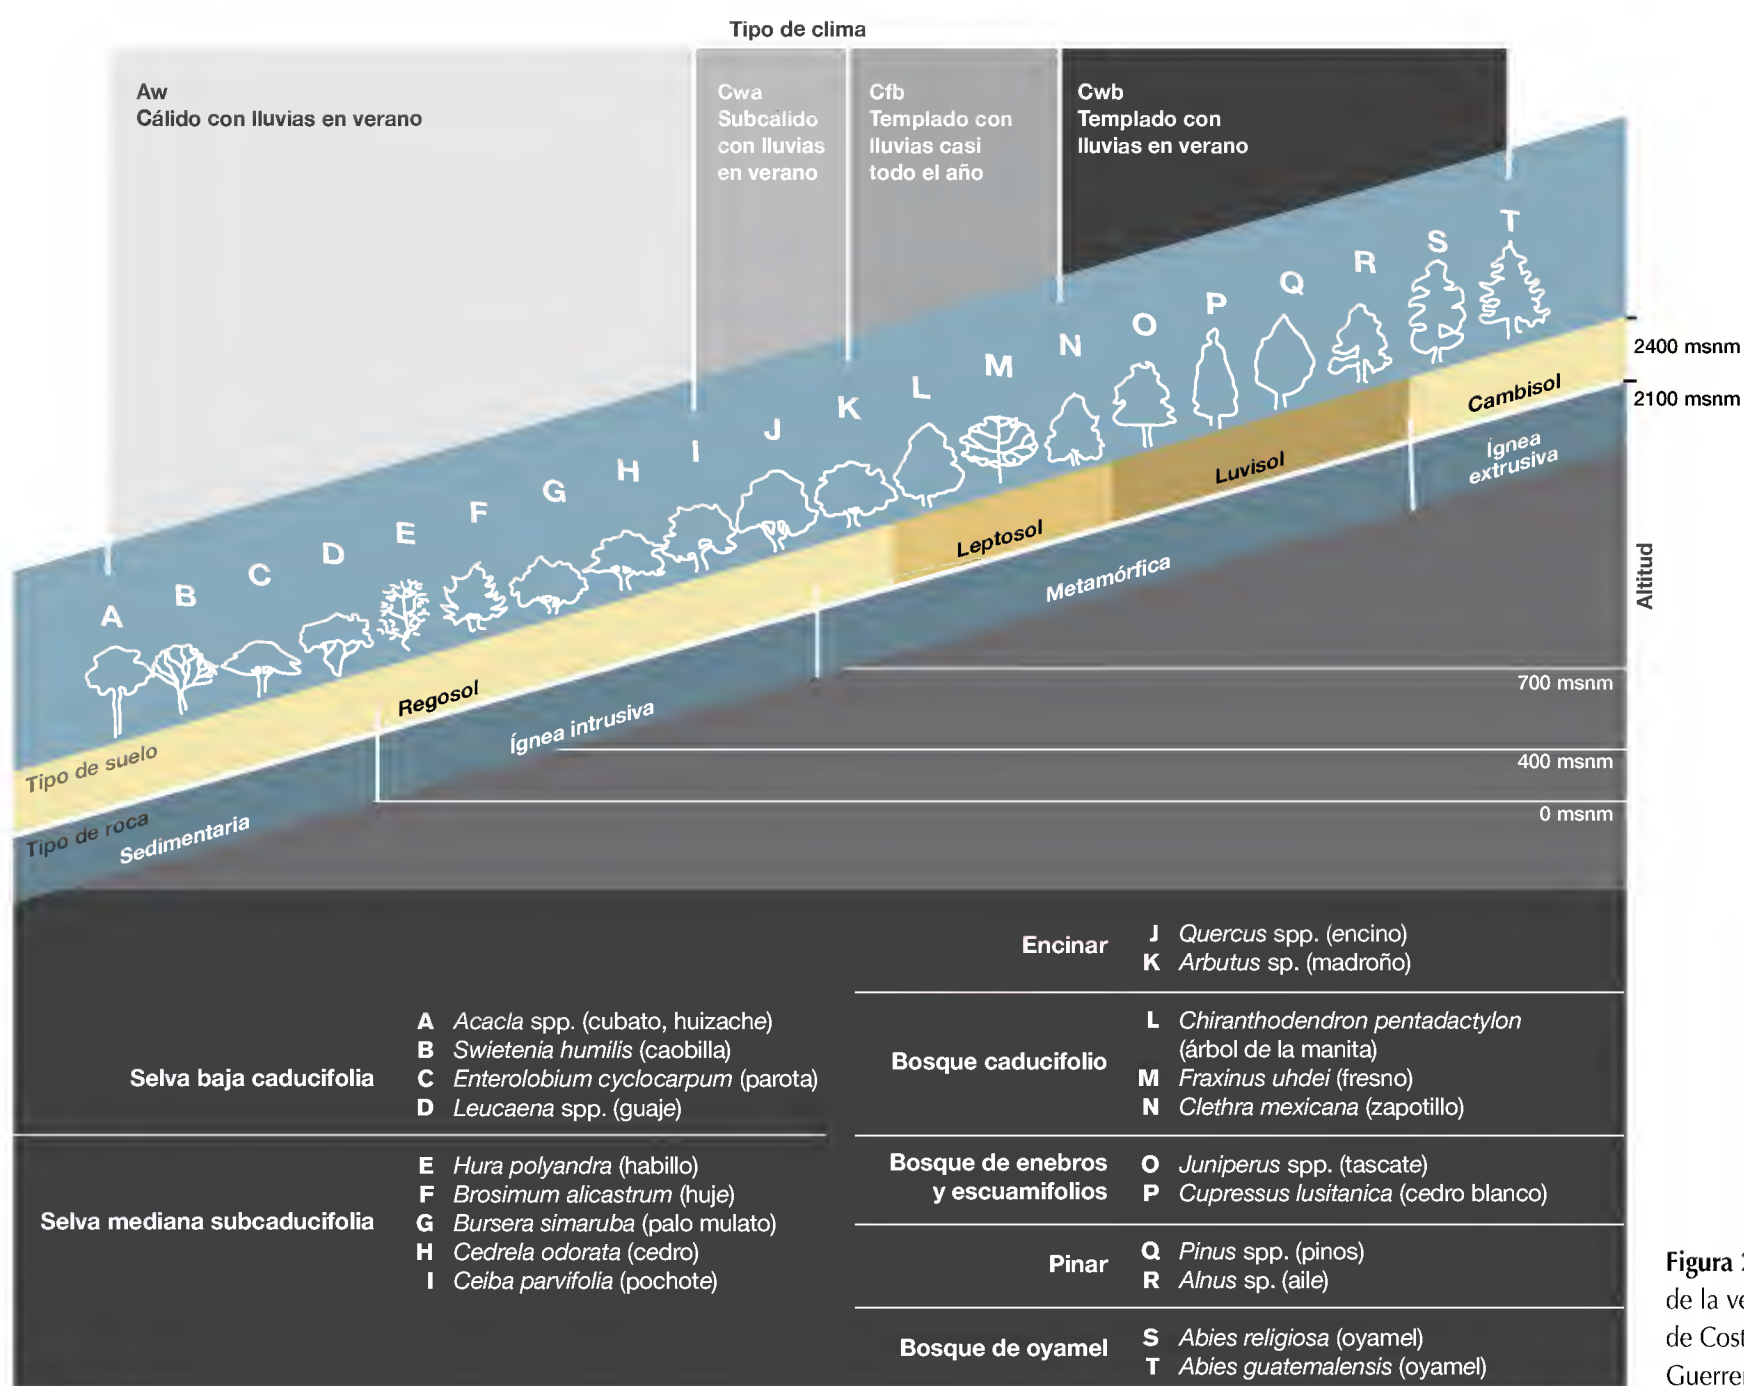 Tipo de clima
Aw
Cálido con lluvias en verano
Cwa
Subcálido
con lluvias
en verano
Cfb
Templado con
lluvias casi
todo el año
Cwb
Templado con
lluvias en verano
A
B
C
D
E
F
G
H
I
J
K
L
M
N
O
P
Q
R
S
T
2400 msnm
2100 msnm
Altitud
700 msnm
400 msnm
0 msnm
Tipo de suelo
Regosol
Leptosol
Luvisol
Cambisol
Tipo de roca
Sedimentaria
Ígnea intrusiva
Metamórfica
Ígnea
extrusiva
Selva baja caducifolia
A Acacla spp. (cubato, huizache)
B Swietenia humilis (caobilla)
C Enterolobium cyclocarpum (parota)
D Leucaena spp. (guaje)
Selva mediana subcaducifolia
E Hura polyandra (habillo)
F Brosimum alicastrum (huje)
G Bursera simaruba (palo mulato)
H Cedrela odorata (cedro)
I Ceiba parvifolia (pochote)
Encinar
J Quercus spp. (encino)
K Arbutus sp. (madroño)
Bosque caducifolio
L Chiranthodendron pentadactylon
(árbol de la manita)
M Fraxinus uhdei (fresno)
N Clethra mexicana (zapotillo)
Bosque de enebros
y escuamifolios
O Juniperus spp. (tascate)
P Cupressus lusitanica (cedro blanco)
Pinar
Q Pinus spp. (pinos)
R Alnus sp. (aile)
Bosque de oyamel
S Abies religiosa (oyamel)
T Abies guatemalensis (oyamel)
Figura
de la
de